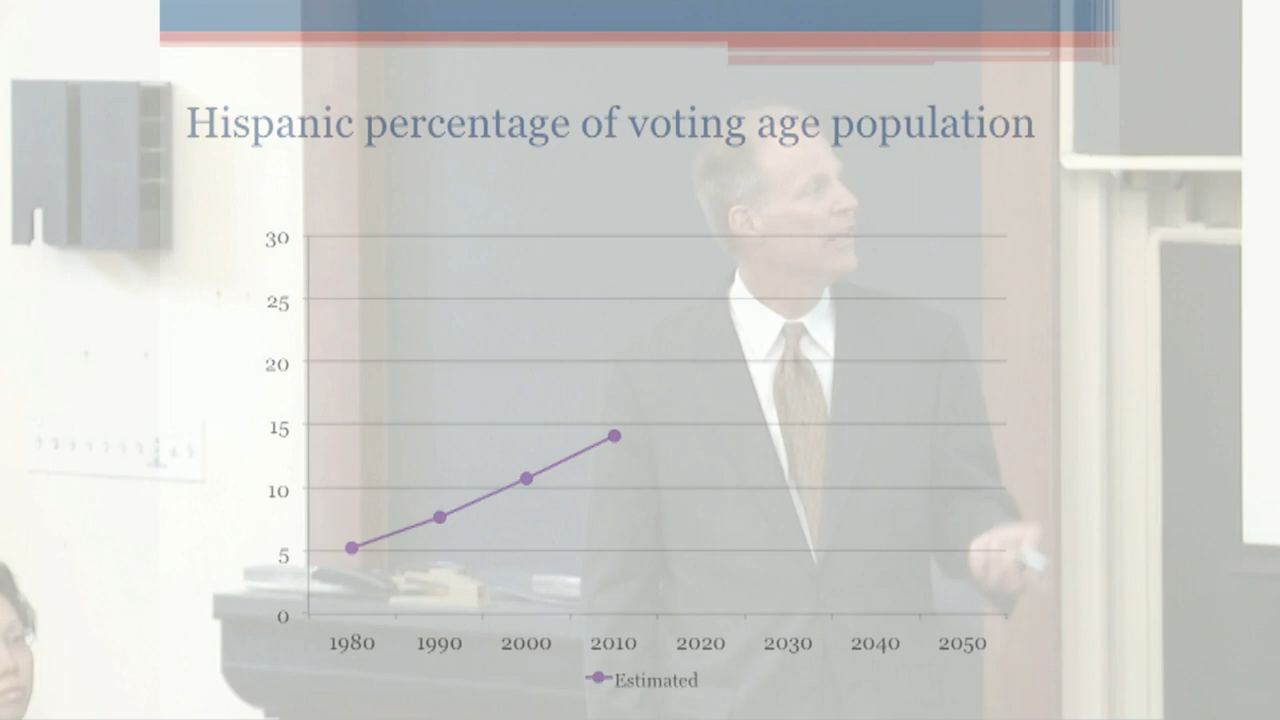 Hispanic percentage of voting age population
30
25
20
15
10
5
0
1980 1990 2000 2010 2020 2030 2040 2050
Estimated